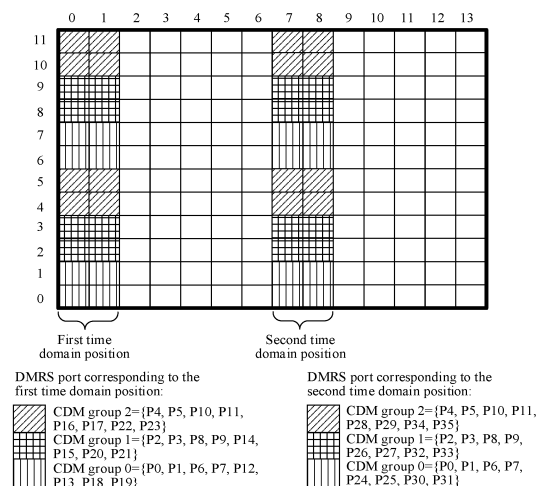 0 1 2 3 4 5 6 7 8 9 10 11 12 13
11
10
9
8
7
6
5
4
3
2
1
0
First time
domain position
Second time
domain position
DMRS port corresponding to the
first time domain position:
CDM group 2={P4, P5, P10, P11,
P16, P17, P22, P23}
CDM group 1={P2, P3, P8, P9, P14,
P15, P20, P21}
CDM group 0={P0, P1, P6, P7, P12,
P13, P18, P19}
DMRS port corresponding to the
second time domain position:
CDM group 2={P4, P5, P10, P11,
P28, P29, P34, P35}
CDM group 1={P2, P3, P8, P9,
P26, P27, P32, P33}
CDM group 0={P0, P1, P6, P7,
P24, P25, P30, P31}